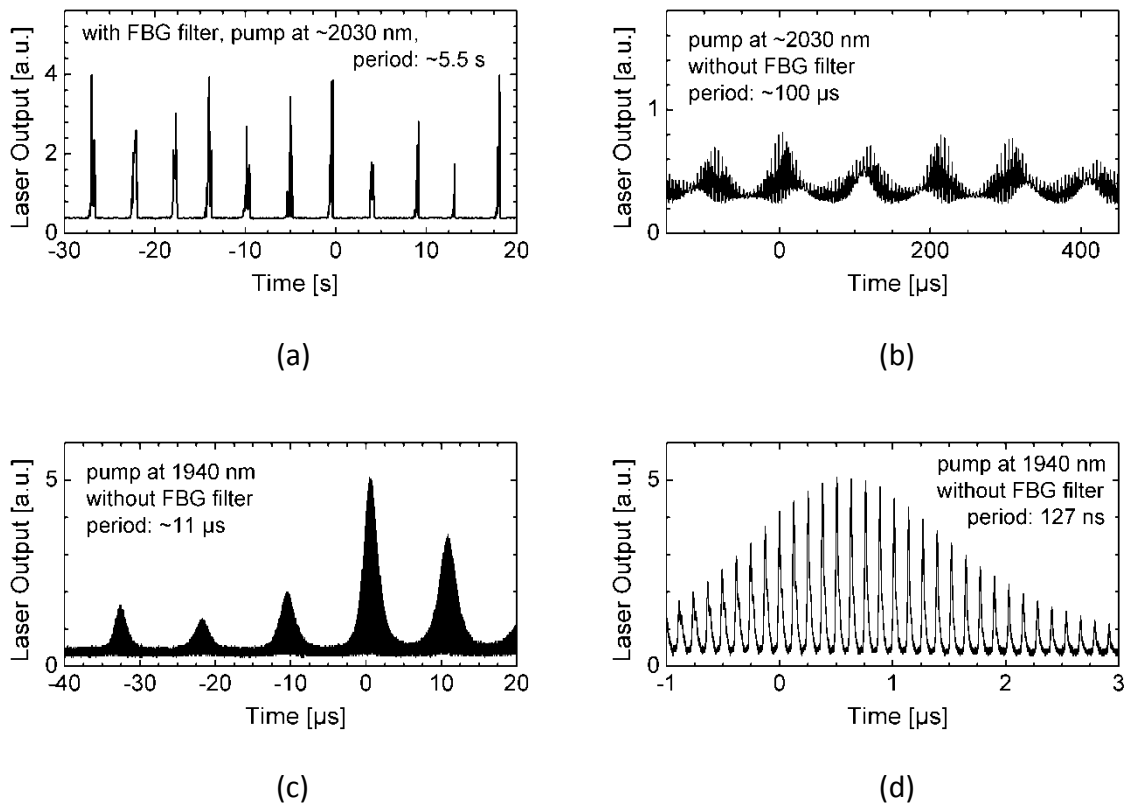 with FBG filter, pump at ~2030 nm,
period: ~5.5 s
Laser Output [a.u.]
4
2
0
-30
-20
-10
0
10
20
Time [s]
(a)
pump at ~2030 nm
without FBG filter
period: ~100 µs
Laser Output [a.u.]
1
0
0
200
400
Time [µs]
(b)
pump at 1940 nm
without FBG filter
period: ~11 µs
Laser Output [a.u.]
5
0
-40
-30
-20
-10
0
10
20
Time [µs]
(c)
pump at 1940 nm
without FBG filter
period: 127 ns
Laser Output [a.u.]
5
0
-1
0
1
2
3
Time [µs]
(d)